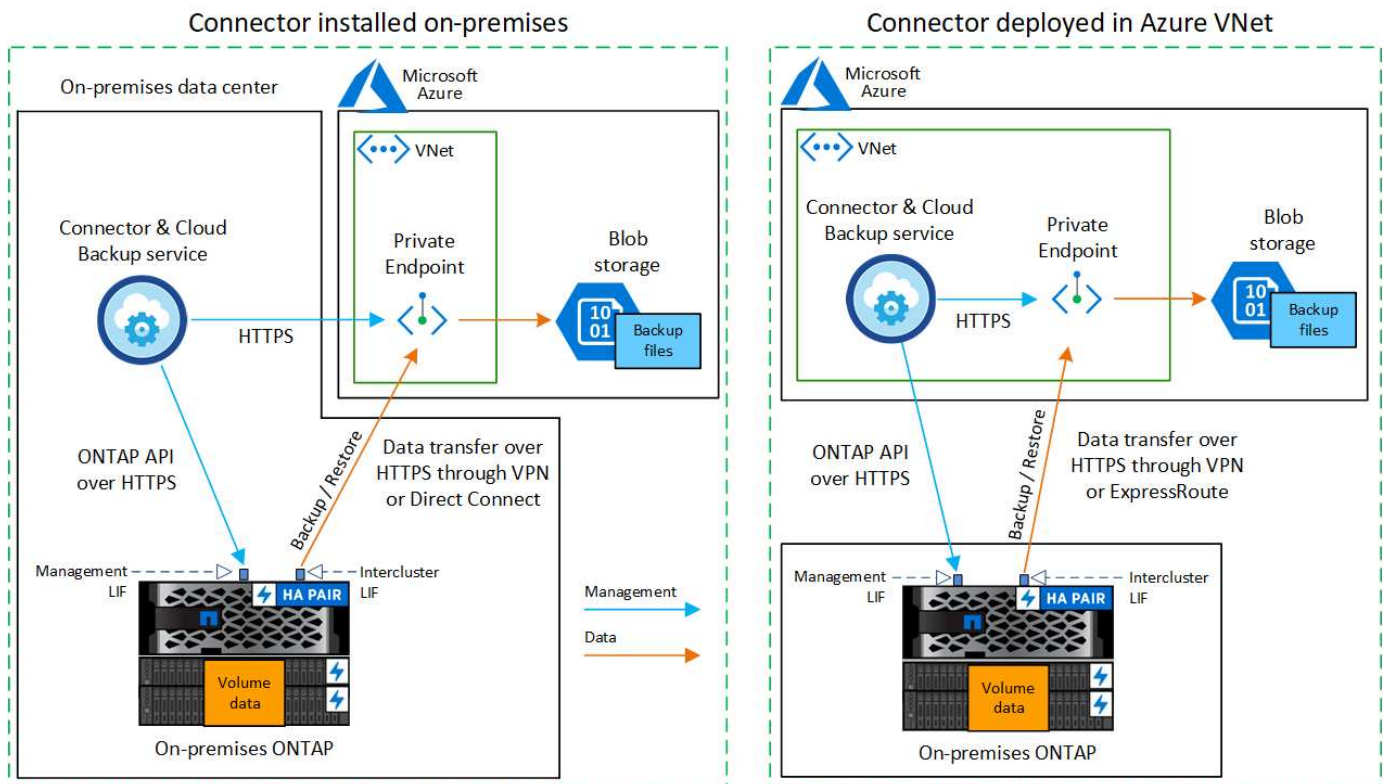 Connector installed on-premises
On-premises data center
Microsoft
Azure
VNet
Connector & Cloud
Backup service
Private
Endpoint
Blob
storage
10
01
Backup
files
HTTPS
ONTAP API
over HTTPS
Backup / Restore
Data transfer over
HTTPS through VPN
or Direct Connect
Management
LIF
Intercluster
LIF
HA PAIR
Volume
data
On-premises ONTAP
Management
Data
Connector deployed in Azure VNet
Microsoft
Azure
VNet
Connector & Cloud
Backup service
Private
Endpoint
Blob
storage
10
01
Backup
files
HTTPS
ONTAP API
over HTTPS
Backup / Restore
Data transfer over
HTTPS through VPN
or ExpressRoute
Management
LIF
Intercluster
LIF
HA PAIR
Volume
data
On-premises ONTAP